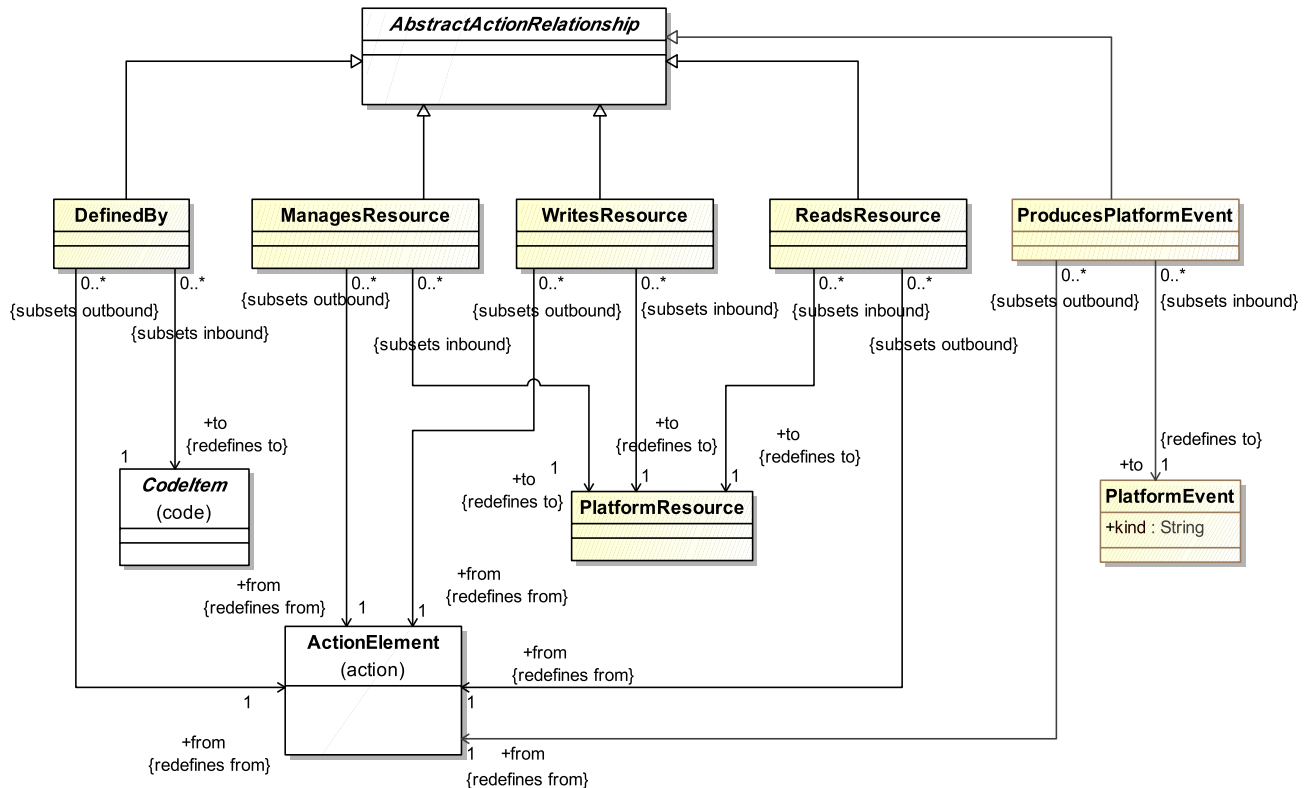 AbstractActionRelationship
DefinedBy
ManagesResource
WritesResource
ReadsResource
ProducesPlatformEvent
0..*
0..*
0..*
0..*
0..*
0..*
0..*
0..*
0..*
0..*
{subsets outbound}
{subsets outbound}
{subsets outbound}
{subsets inbound}
{subsets inbound}
{subsets outbound}
{subsets inbound}
{subsets inbound}
{subsets inbound}
{subsets outbound}
+to
{redefines to}
1
+to
{redefines to}
+to
{redefines to}
{redefines to}
+to
1
1
+to
{redefines to}
1
1
CodeItem
(code)
PlatformResource
PlatformEvent
+kind : String
+from
{redefines from}
1
+from
{redefines from}
1
ActionElement
(action)
+from
{redefines from}
1
1
+from
{redefines from}
1
+from
{redefines from}